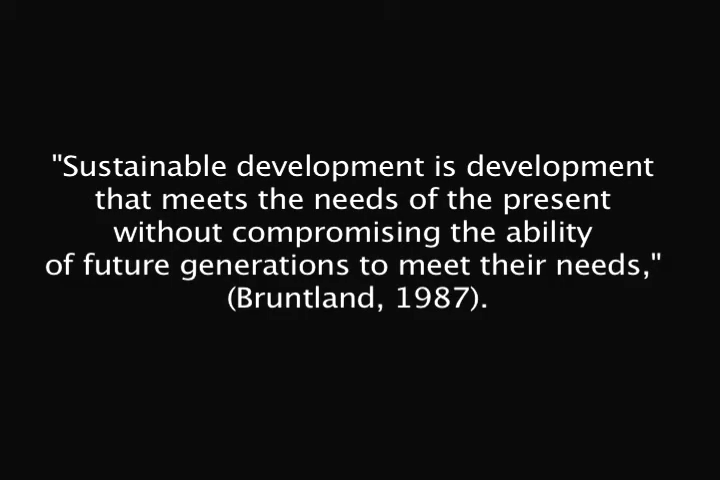 "Sustainable development is development
that meets the needs of the present
without compromising the ability
of future generations to meet their needs,"
(Bruntland, 1987).